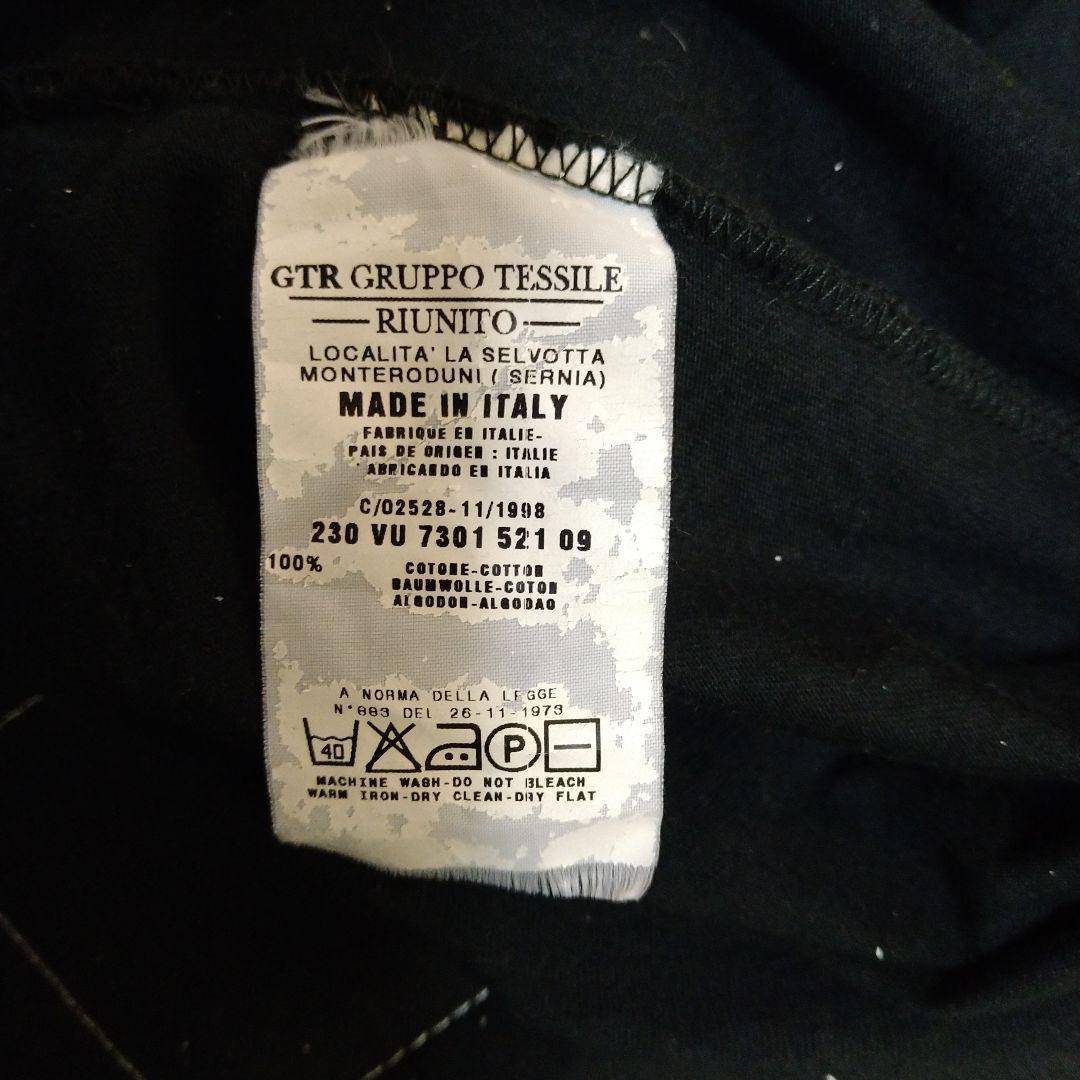 GTR GRUPPO TESSILE
RIUNITO
LOCALITA' LA SELVOTTA
MONTERODUNI ( SERNIA)
MADE IN ITALY
FABRIQUE EN ITALIE-
PAIS DE ORIGEN : ITALIE
ABRICANDO EN ITALIA
C/02528-11/1998
230 VU 7301 521 09
100% COTONE-COTTON
BAUMWOLLE-COTON
ALGODON-ALGODAO
A NORMA DELLA LEGGE
N°883 DEL 26-11-1973
40 P
MACHINE WASH-DO NOT BLEACH
WARM IRON-DRY CLEAN-DRY FLAT